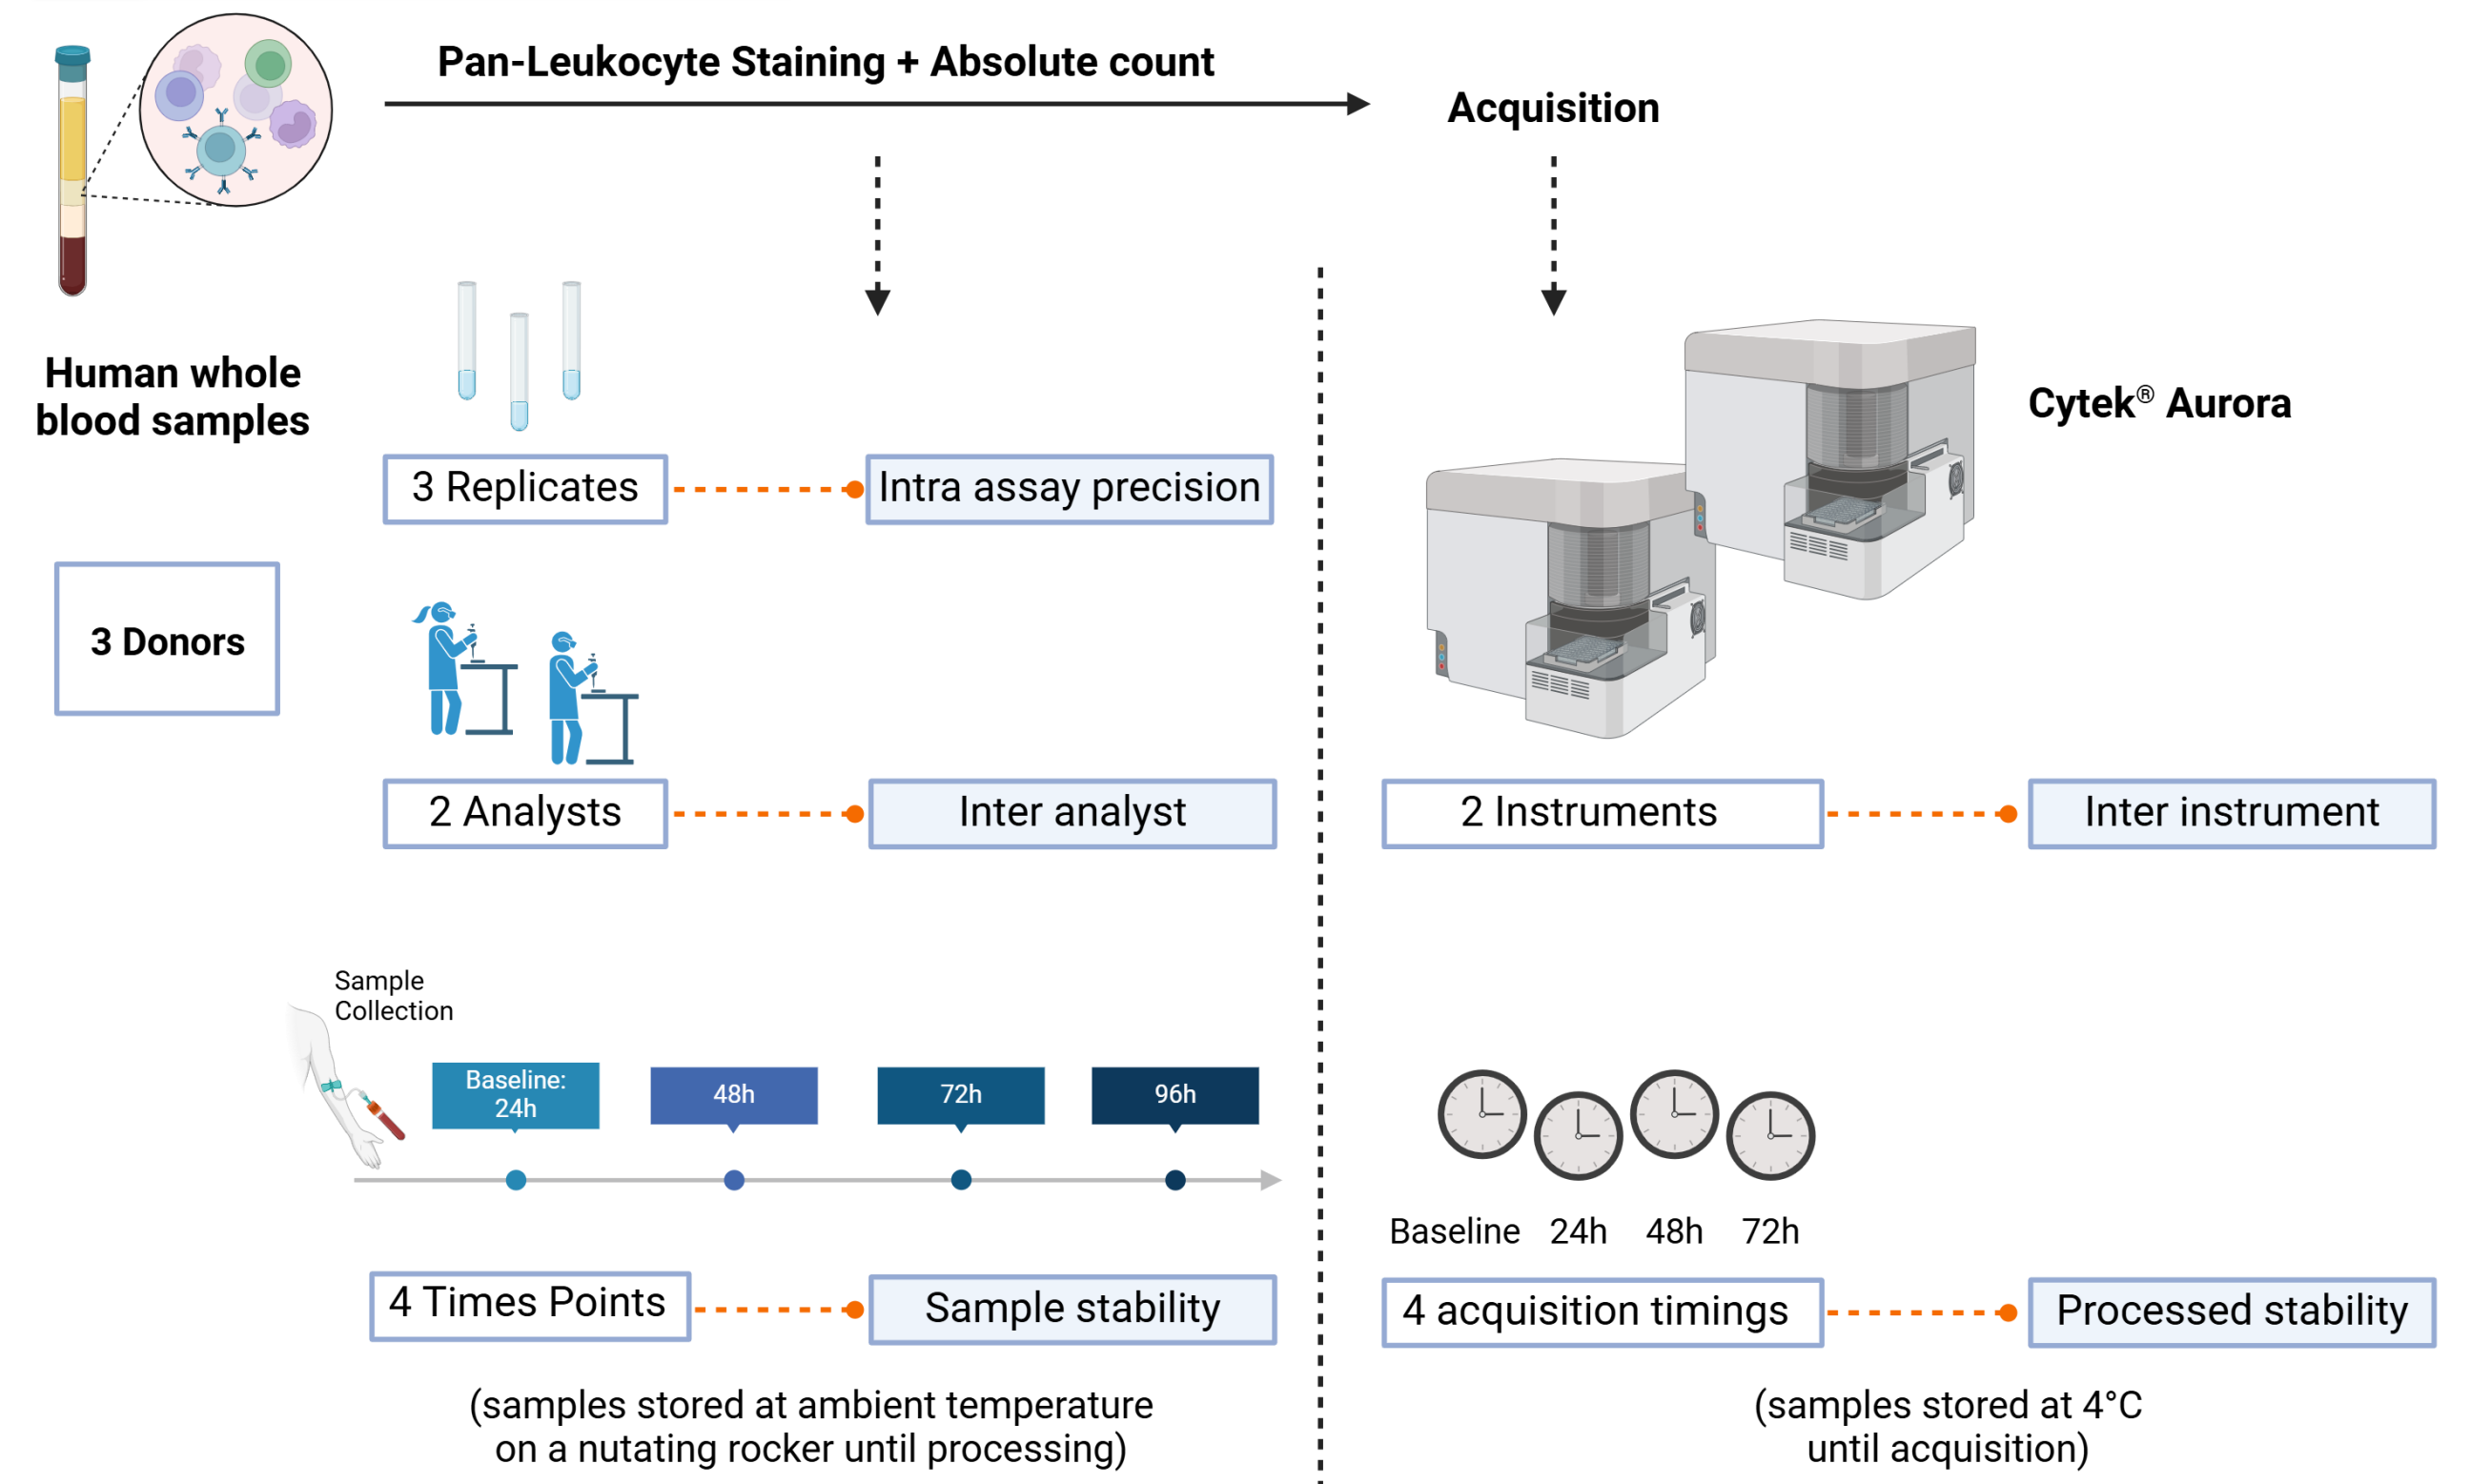 Pan-Leukocyte Staining + Absolute count
Acquisition
Human whole
blood samples
3 Donors
3 Replicates
Intra assay precision
Cytek® Aurora
2 Analysts
Inter analyst
2 Instruments
Inter instrument
Sample
Collection
Baseline:
24h
48h
72h
96h
4 Times Points
Sample stability
(samples stored at ambient temperature
on a nutating rocker until processing)
Baseline
24h
48h
72h
4 acquisition timings
Processed stability
(samples stored at 4°C
until acquisition)